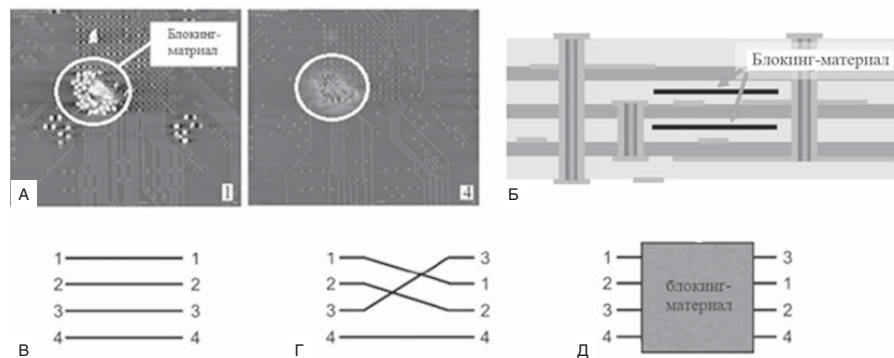 Блокинг-
матриал
1
4
А
Блокинг-материал
Б
1 1
2 2
3 3
4 4
В
1 3
2 1
3 2
4 4
Г
1 3
2 1
3 2
4 4
блокинг-
материал
Д